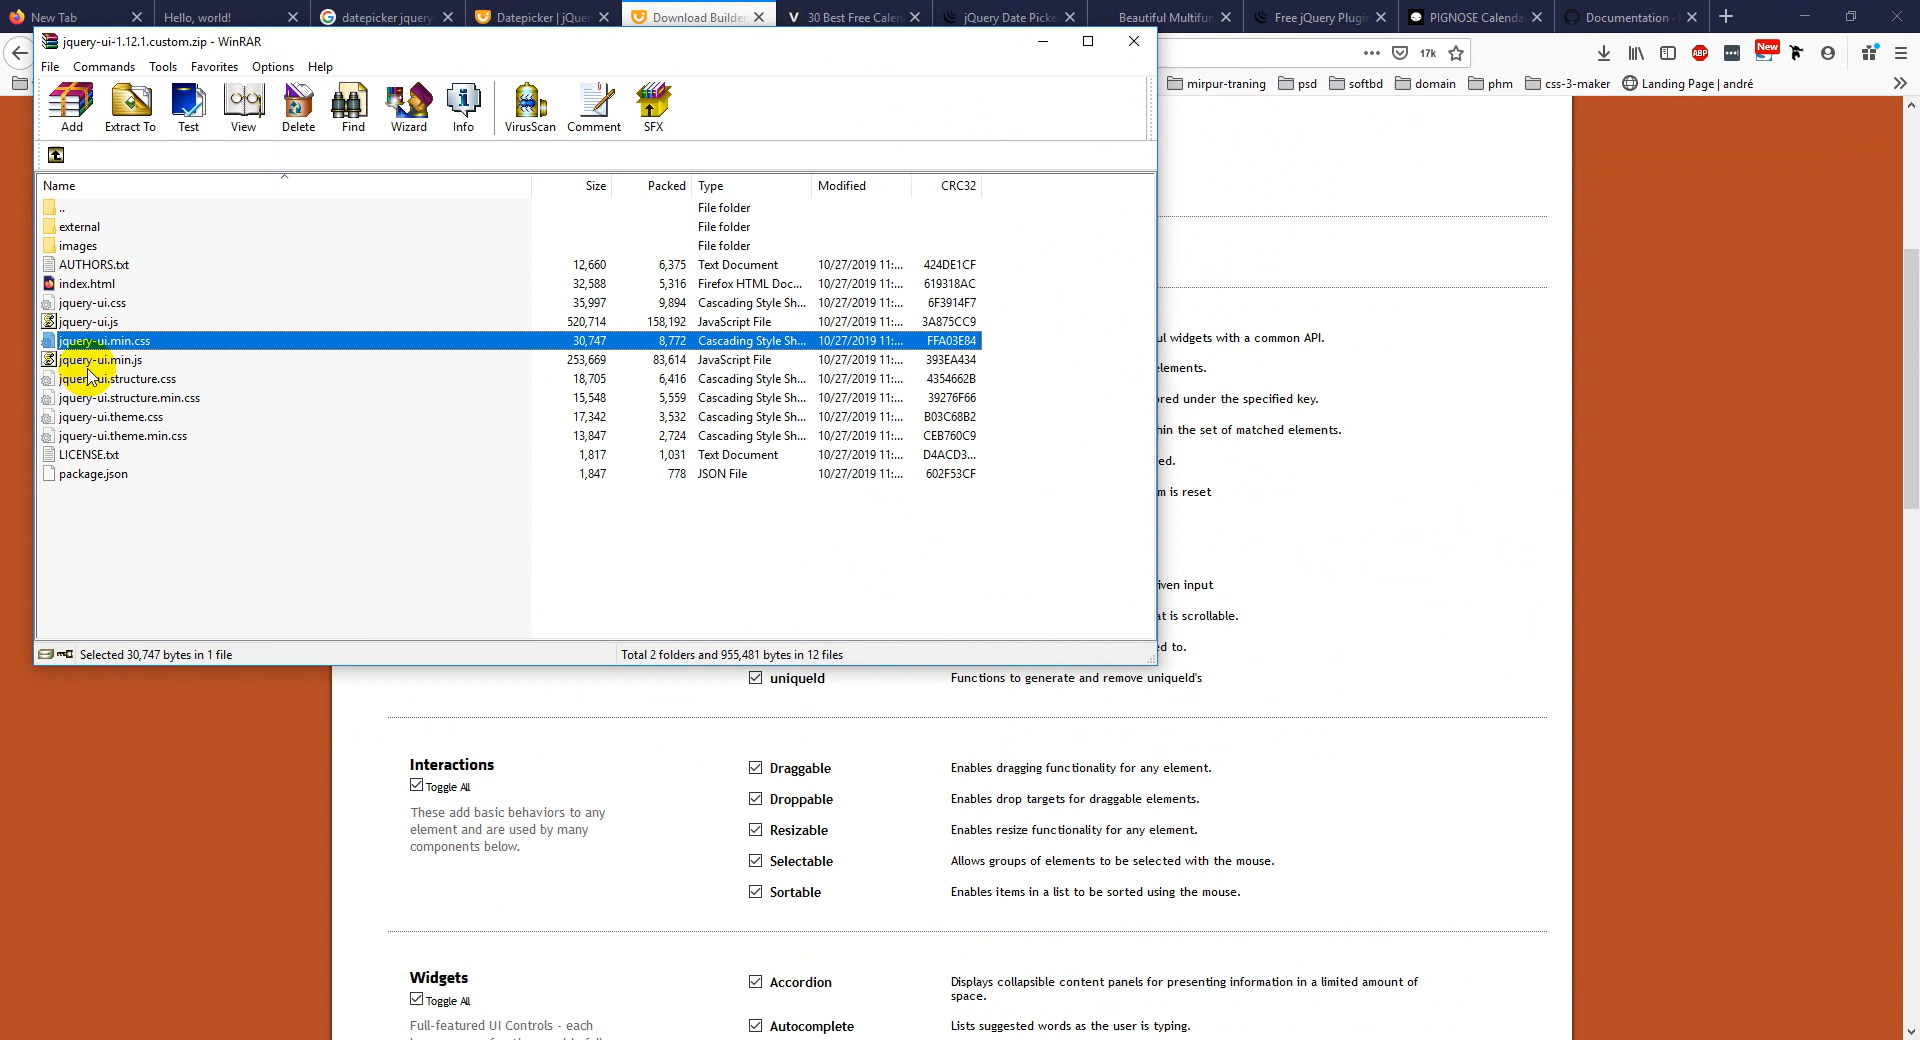 New Tab
Hello, world!
datepicker jquery
Datepicker | jQue
Download Builde
V 30 Best Free Calen
jQuery Date Picke
Beautiful Multifun
Free jQuery Plugin
PIGNOSE Calenda
Documentation -
jquery-ui-1.12.1.custom.zip - WinRAR
17k
ABP
New
File Commands Tools Favorites Options Help
mirpur-traning
psd
softbd
domain
phm
css-3-maker
Landing Page | andré
Add
Extract To
Test
View
Delete
Find
Wizard
Info
VirusScan
Comment
SFX
Name Size Packed Type Modified CRC32
.. File folder
external File folder
images File folder
AUTHORS.txt 12,660 6,375 Text Document 10/27/2019 11:... 424DE1CF
index.html 32,588 5,316 Firefox HTML Doc... 10/27/2019 11:... 619318AC
jquery-ui.css 35,997 9,894 Cascading Style Sh... 10/27/2019 11:... 6F3914F7
jquery-ui.js 520,714 158,192 JavaScript File 10/27/2019 11:... 3A875CC9
jquery-ui.min.css 30,747 8,772 Cascading Style Sh... 10/27/2019 11:... FFA03E84
jquery-ui.min.js 253,669 83,614 JavaScript File 10/27/2019 11:... 393EA434
jquery-ui.structure.css 18,705 6,416 Cascading Style Sh... 10/27/2019 11:... 4354662B
jquery-ui.structure.min.css 15,548 5,559 Cascading Style Sh... 10/27/2019 11:... 39276F66
jquery-ui.theme.css 17,342 3,532 Cascading Style Sh... 10/27/2019 11:... B03C68B2
jquery-ui.theme.min.css 13,847 2,724 Cascading Style Sh... 10/27/2019 11:... CEB760C9
LICENSE.txt 1,817 1,031 Text Document 10/27/2019 11:... D4ACD3...
package.json 1,847 778 JSON File 10/27/2019 11:... 602F53CF
Selected 30,747 bytes in 1 file
Total 2 folders and 955,481 bytes in 12 files
ul widgets with a common API.
lements.
red under the specified key.
hin the set of matched elements.
ed.
m is reset
iven input
t is scrollable.
d to.
uniqueId Functions to generate and remove uniqueId's
Interactions
Toggle All
These add basic behaviors to any
element and are used by many
components below.
Draggable Enables dragging functionality for any element.
Droppable Enables drop targets for draggable elements.
Resizable Enables resize functionality for any element.
Selectable Allows groups of elements to be selected with the mouse.
Sortable Enables items in a list to be sorted using the mouse.
Widgets
Toggle All
Full-featured UI Controls - each
Accordion Displays collapsible content panels for presenting information in a limited amount of
space.
Autocomplete Lists suggested words as the user is typing.